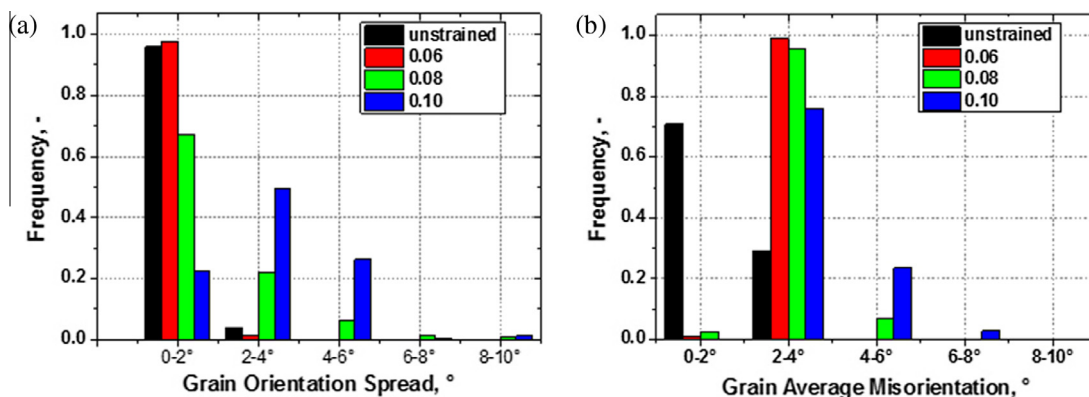 (a)
Frequency, -
1.0
0.8
0.6
0.4
0.2
0.0
unstrained
0.06
0.08
0.10
0-2° 2-4° 4-6° 6-8° 8-10°
Grain Orientation Spread, °
(b)
Frequency, -
1.0
0.8
0.6
0.4
0.2
0.0
unstrained
0.06
0.08
0.10
0-2° 2-4° 4-6° 6-8° 8-10°
Grain Average Misorientation, °